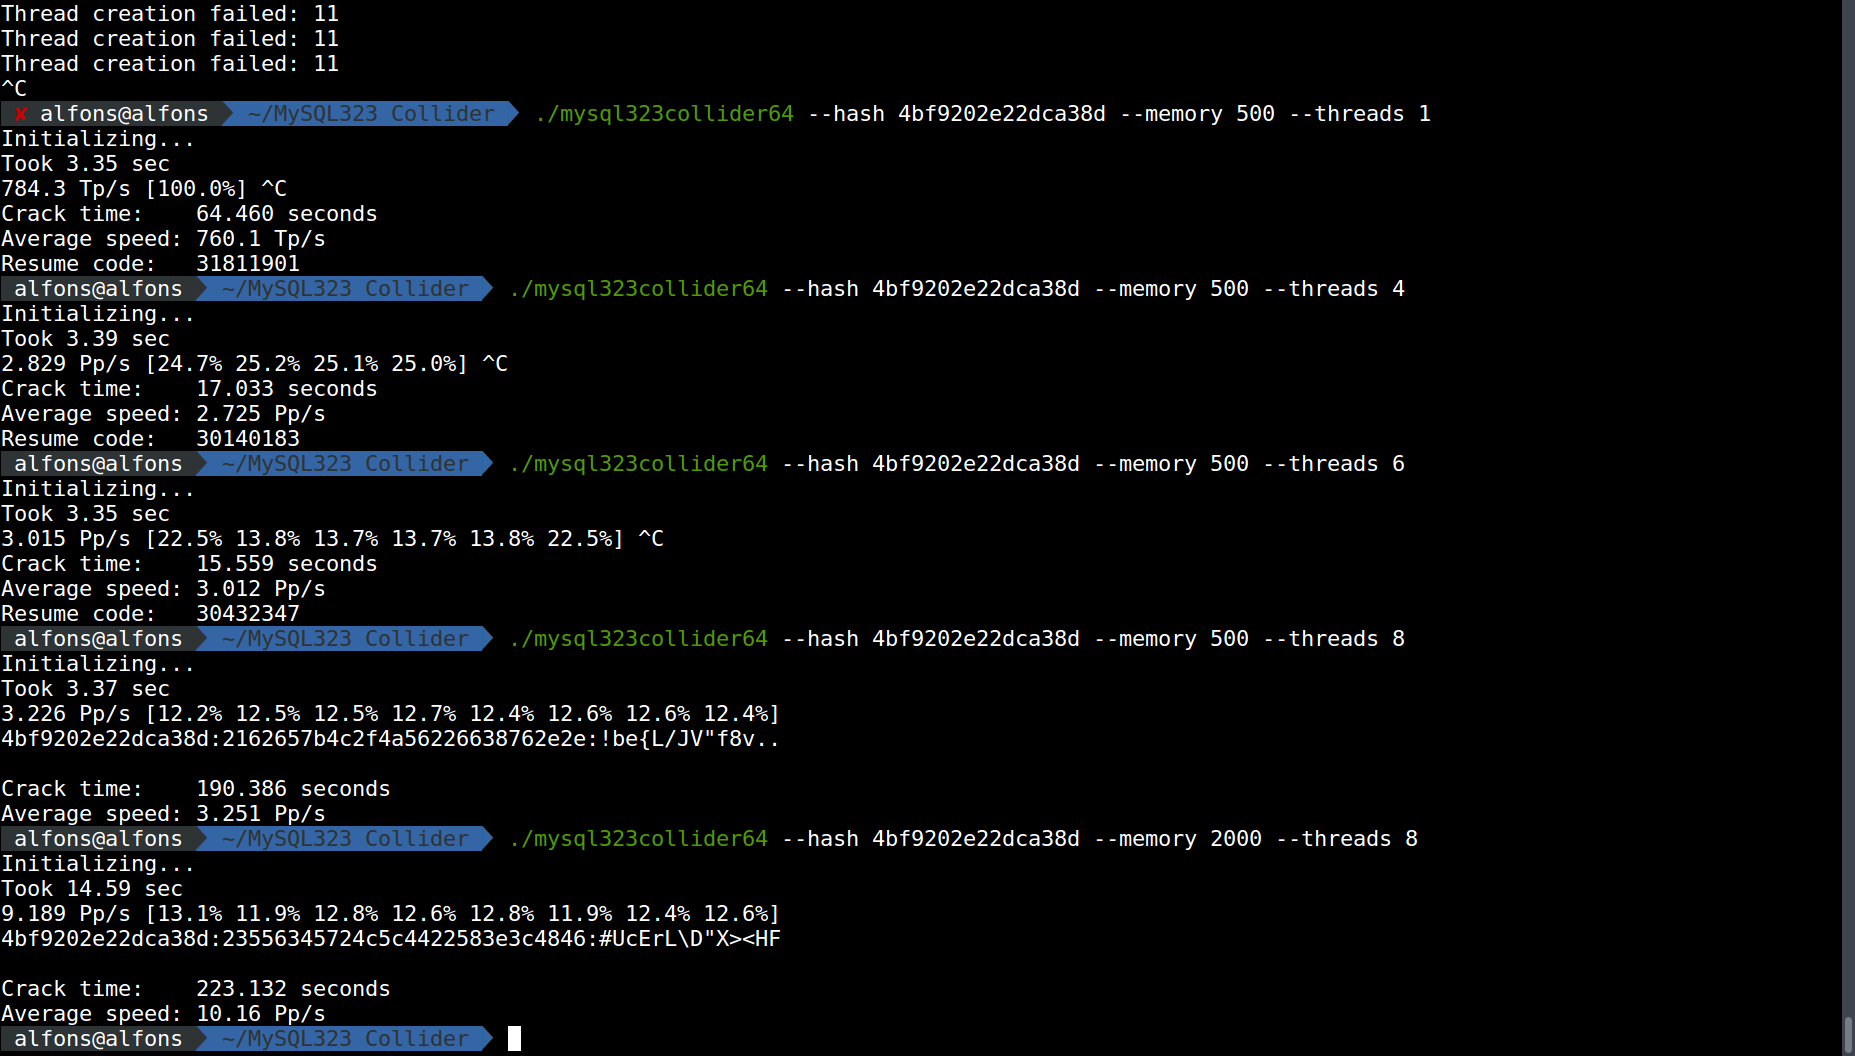 Thread creation failed: 11
Thread creation failed: 11
Thread creation failed: 11
^C
✘ alfons@alfons ~/MySQL323 Collider ./mysql323collider64 --hash 4bf9202e22dca38d --memory 500 --threads 1
Initializing...
Took 3.35 sec
784.3 Tp/s [100.0%] ^C
Crack time:    64.460 seconds
Average speed: 760.1 Tp/s
Resume code:   31811901
alfons@alfons ~/MySQL323 Collider ./mysql323collider64 --hash 4bf9202e22dca38d --memory 500 --threads 4
Initializing...
Took 3.39 sec
2.829 Pp/s [24.7% 25.2% 25.1% 25.0%] ^C
Crack time:    17.033 seconds
Average speed: 2.725 Pp/s
Resume code:   30140183
alfons@alfons ~/MySQL323 Collider ./mysql323collider64 --hash 4bf9202e22dca38d --memory 500 --threads 6
Initializing...
Took 3.35 sec
3.015 Pp/s [22.5% 13.8% 13.7% 13.7% 13.8% 22.5%] ^C
Crack time:    15.559 seconds
Average speed: 3.012 Pp/s
Resume code:   30432347
alfons@alfons ~/MySQL323 Collider ./mysql323collider64 --hash 4bf9202e22dca38d --memory 500 --threads 8
Initializing...
Took 3.37 sec
3.226 Pp/s [12.2% 12.5% 12.5% 12.7% 12.4% 12.6% 12.6% 12.4%]
4bf9202e22dca38d:2162657b4c2f4a56226638762e2e:!be{L/JV"f8v..
Crack time:    190.386 seconds
Average speed: 3.251 Pp/s
alfons@alfons ~/MySQL323 Collider ./mysql323collider64 --hash 4bf9202e22dca38d --memory 2000 --threads 8
Initializing...
Took 14.59 sec
9.189 Pp/s [13.1% 11.9% 12.8% 12.6% 12.8% 11.9% 12.4% 12.6%]
4bf9202e22dca38d:23556345724c5c4422583e3c4846:#UcErL\D"X><HF
Crack time:    223.132 seconds
Average speed: 10.16 Pp/s
alfons@alfons ~/MySQL323 Collider